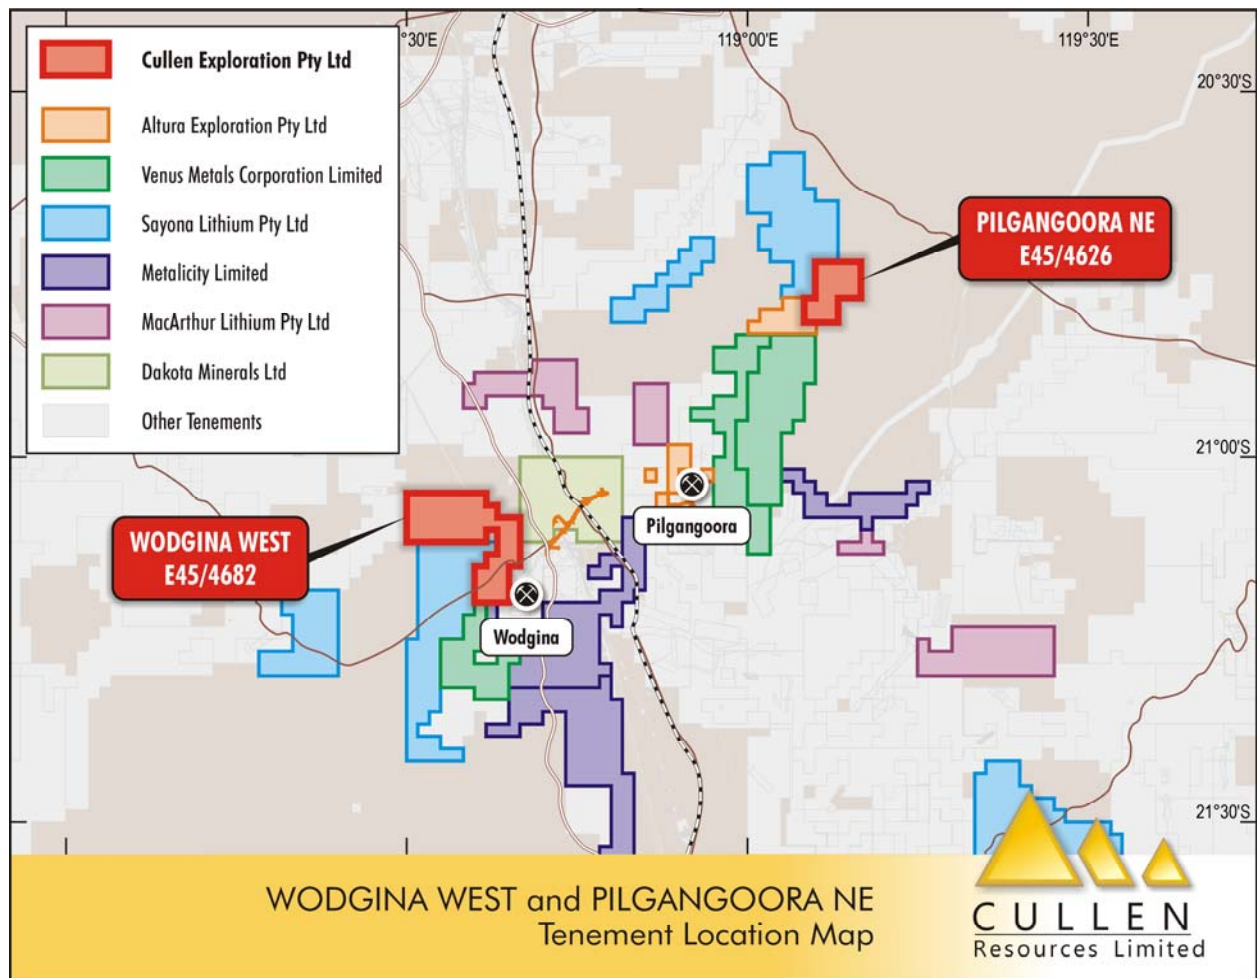 °30'E
119°00'E
119°30'E
20°30'S
21°00'S
21°30'S
Cullen Exploration Pty Ltd
Altura Exploration Pty Ltd
Venus Metals Corporation Limited
Sayona Lithium Pty Ltd
Metalicity Limited
MacArthur Lithium Pty Ltd
Dakota Minerals Ltd
Other Tenements
PILGANGOORA NE
E45/4626
WODGINA WEST
E45/4682
Pilgangoora
Wodgina
WODGINA WEST and PILGANGOORA NE
Tenement Location Map
CULLEN
Resources Limited